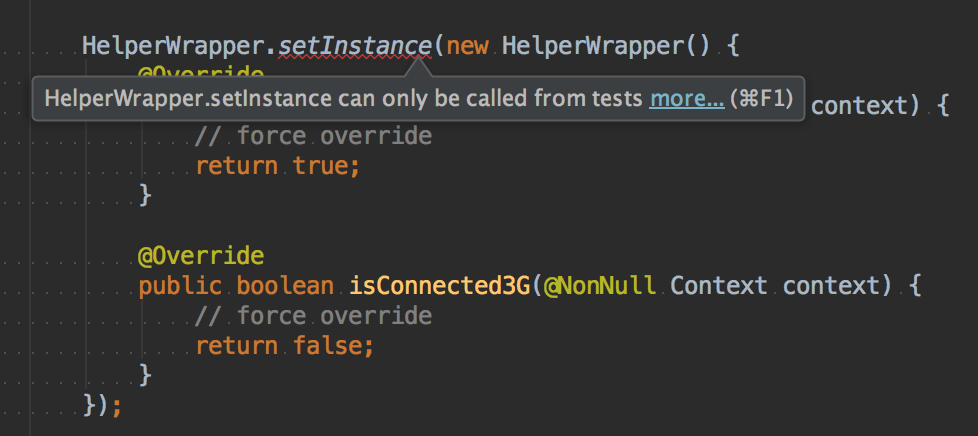 HelperWrapper.setInstance(new HelperWrapper() {
@Override
HelperWrapper.setInstance can only be called from tests more... (⌘F1) context) {
// force override
return true;
}
@Override
public boolean isConnected3G(@NonNull Context context) {
// force override
return false;
}
});